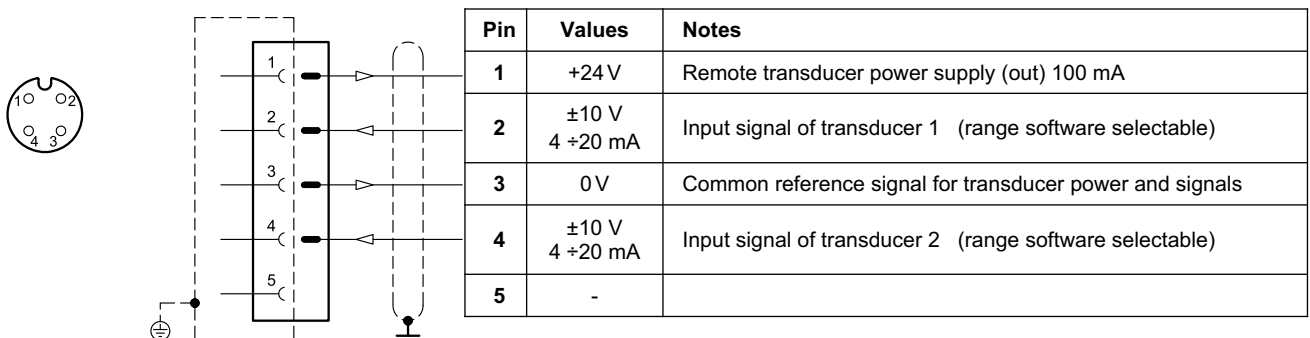 1 2
4 3
1
2
3
4
5
Pin Values Notes
1 +24 V Remote transducer power supply (out) 100 mA
2 ±10 V
4 ÷20 mA Input signal of transducer 1 (range software selectable)
3 0 V Common reference signal for transducer power and signals
4 ±10 V
4 ÷20 mA Input signal of transducer 2 (range software selectable)
5 -